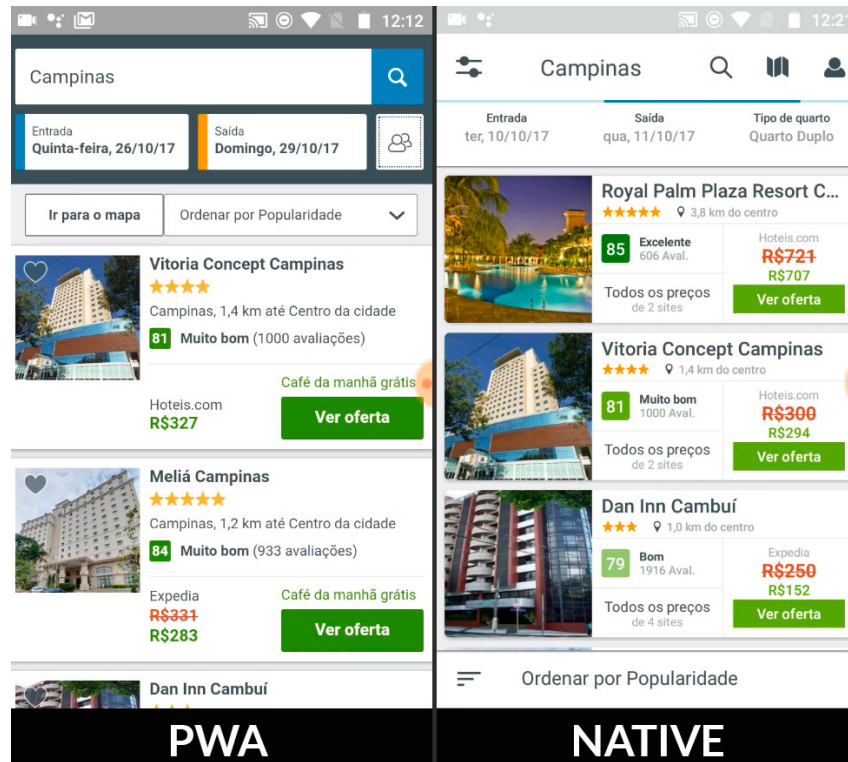 12:12
Campinas
Entrada
Quinta-feira, 26/10/17
Saída
Domingo, 29/10/17
Ir para o mapa
Ordenar por Popularidade
Vitoria Concept Campinas
Campinas, 1,4 km até Centro da cidade
81 Muito bom (1000 avaliações)
Café da manhã grátis
Hoteis.com
R$327
Ver oferta
Meliá Campinas
Campinas, 1,2 km até Centro da cidade
84 Muito bom (933 avaliações)
Expedia
Café da manhã grátis
R$331
R$283
Ver oferta
Dan Inn Cambuí
PWA
12:21
Campinas
Entrada
ter, 10/10/17
Saída
qua, 11/10/17
Tipo de quarto
Quarto Duplo
Royal Palm Plaza Resort C...
3,8 km do centro
85
Excelente
606 Aval.
Hoteis.com
R$721
R$707
Todos os preços
de 2 sites
Ver oferta
Vitoria Concept Campinas
1,4 km do centro
81
Muito bom
1000 Aval.
Hoteis.com
R$300
R$294
Todos os preços
de 2 sites
Ver oferta
Dan Inn Cambuí
1,0 km do centro
79
Bom
1916 Aval.
Expedia
R$250
R$152
Todos os preços
de 4 sites
Ver oferta
Ordenar por Popularidade
NATIVE